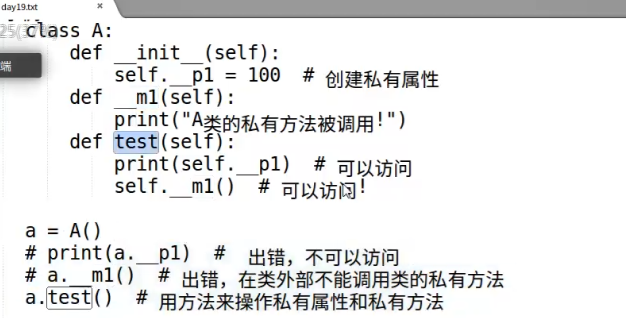 day19.txt
class A:
    def __init__(self):
        self.__p1 = 100  # 创建私有属性
端
    def __m1(self):
        print("A类的私有方法被调用!")
    def test(self):
        print(self.__p1)  # 可以访问
        self.__m1()  # 可以访问!
a = A()
# print(a.__p1)  #  出错，不可以访问
# a.__m1()  # 出错，在类外部不能调用类的私有方法
a.test()  # 用方法来操作私有属性和私有方法